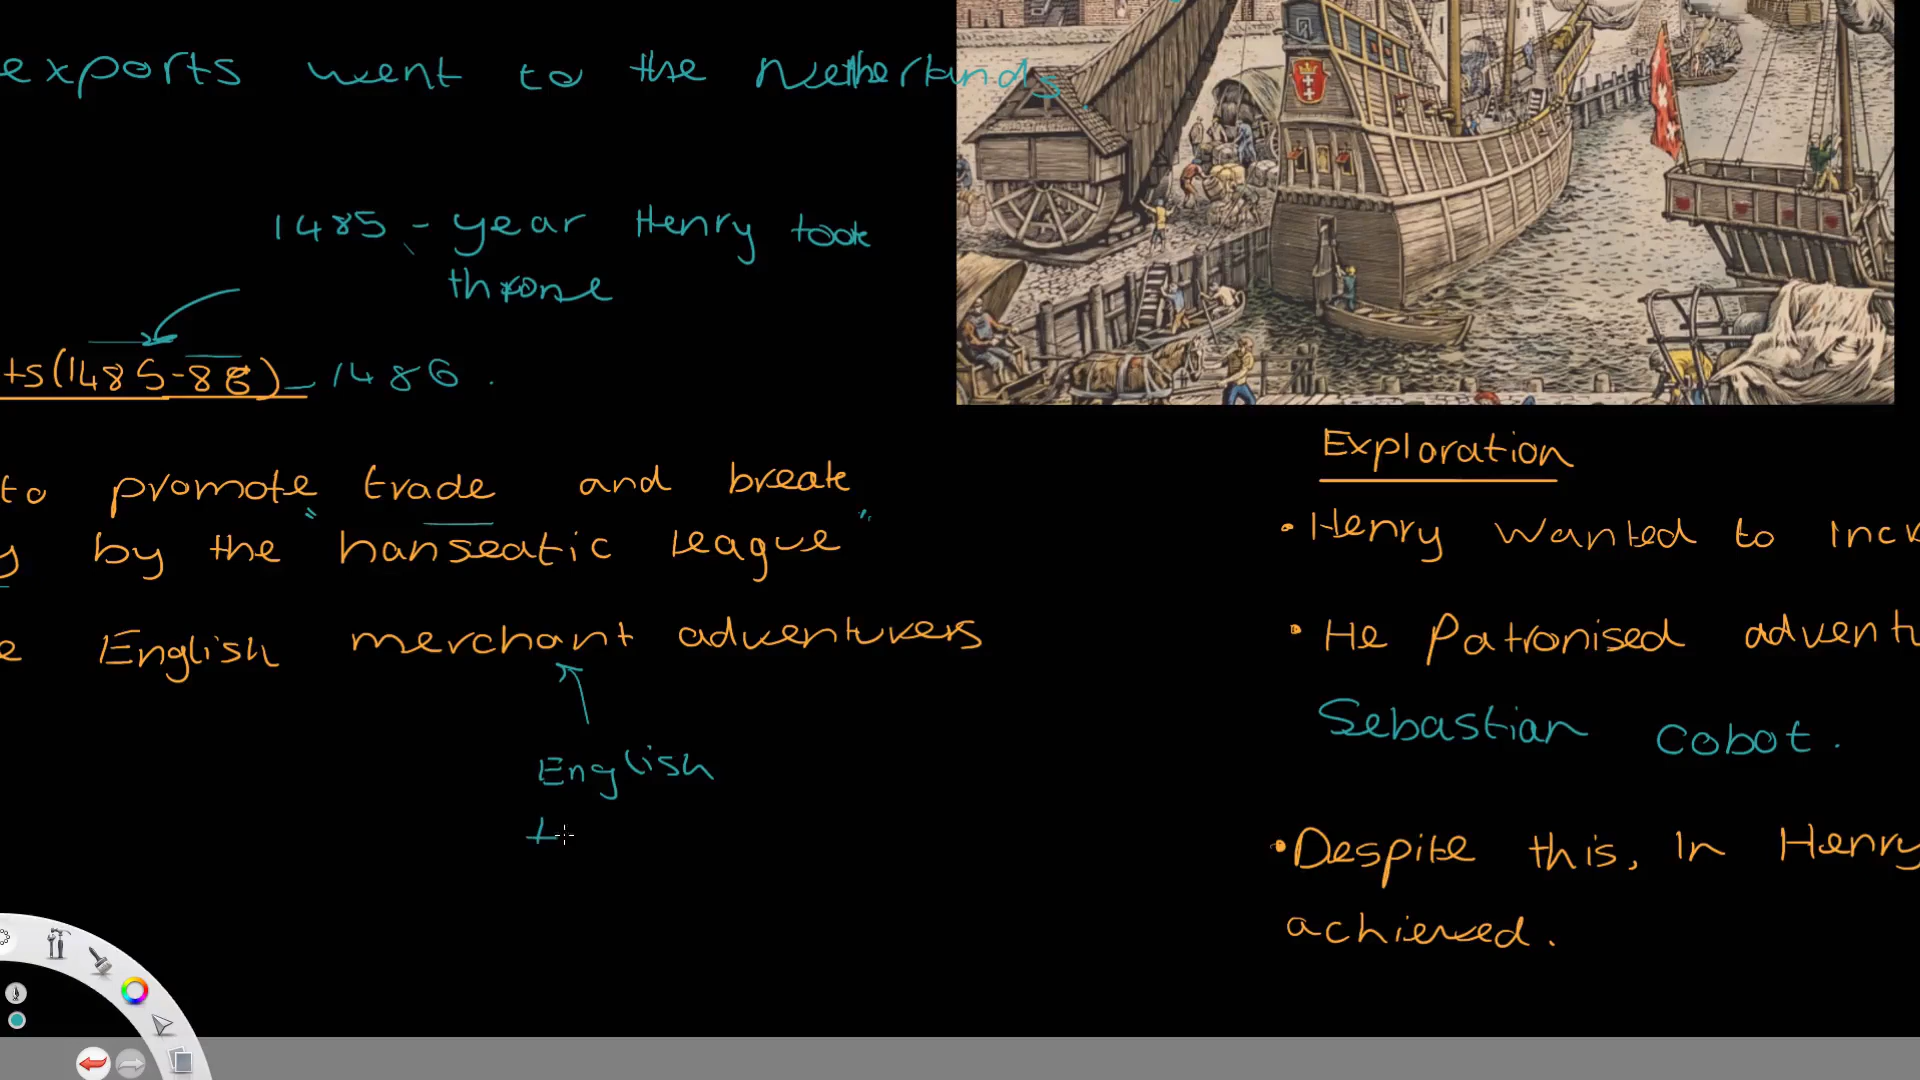 exports went to the Netherlands.
1485 - year Henry took
throne
ts (1485-86) - 1486.
to promote trade and break
y by the "hanseatic League"
e English merchant adventurers
English
t
Exploration
• Henry wanted to incr
• He Patronised advent
Sebastian cobot.
• Despite this, In Henry
achieved.